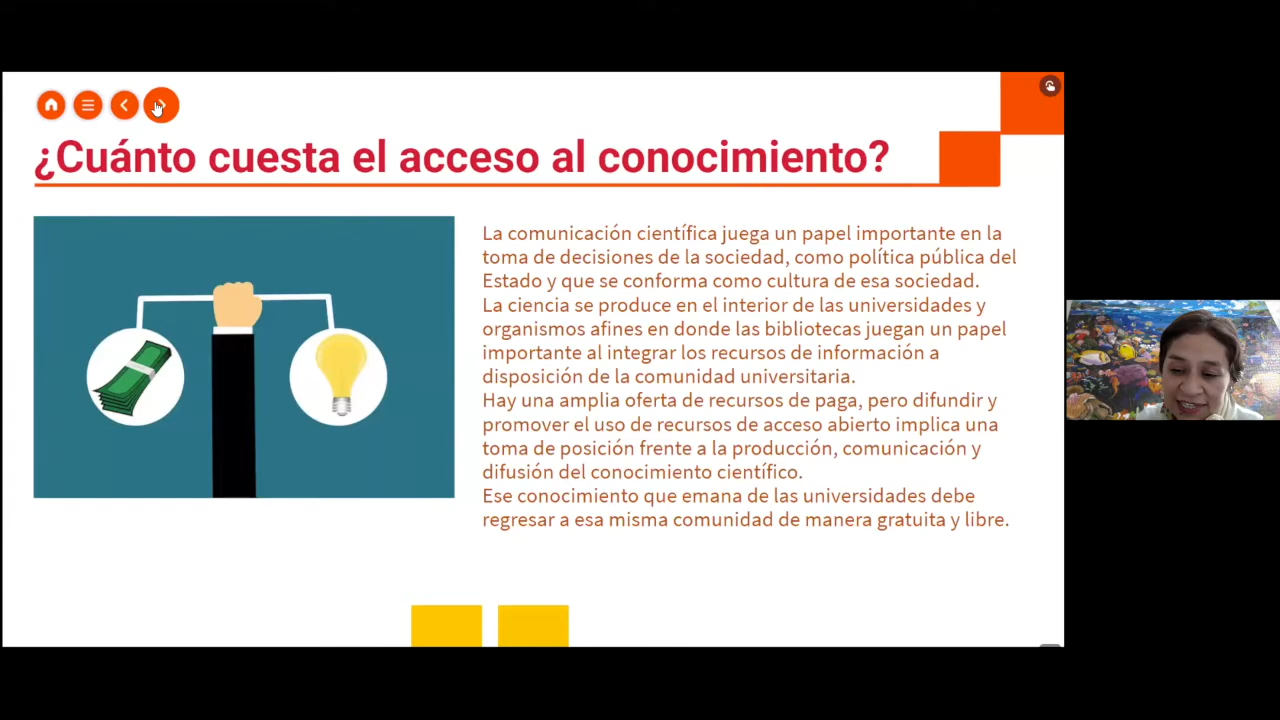 ¿Cuánto cuesta el acceso al conocimiento?
La comunicación científica juega un papel importante en la
toma de decisiones de la sociedad, como política pública del
Estado y que se conforma como cultura de esa sociedad.
La ciencia se produce en el interior de las universidades y
organismos afines en donde las bibliotecas juegan un papel
importante al integrar los recursos de información a
disposición de la comunidad universitaria.
Hay una amplia oferta de recursos de paga, pero difundir y
promover el uso de recursos de acceso abierto implica una
toma de posición frente a la producción, comunicación y
difusión del conocimiento científico.
Ese conocimiento que emana de las universidades debe
regresar a esa misma comunidad de manera gratuita y libre.